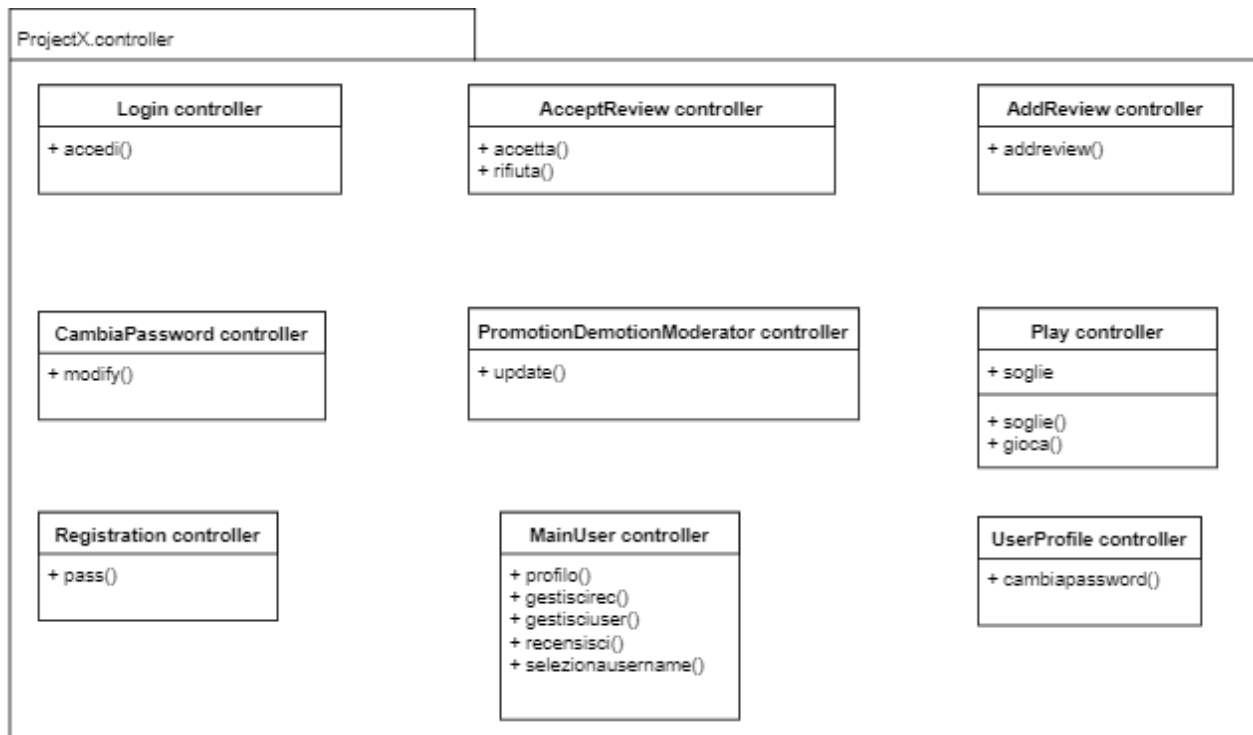 ProjectX.controller
Login controller
+ accedi()
AcceptReview controller
+ accetta()
+ rifiuta()
AddReview controller
+ addreview()
CambiaPassword controller
+ modify()
PromotionDemotionModerator controller
+ update()
Play controller
+ soglie
+ soglie()
+ gioca()
Registration controller
+ pass()
MainUser controller
+ profilo()
+ gestiscirec()
+ gestisciuser()
+ recensisci()
+ selezionausername()
UserProfile controller
+ cambiapassword()